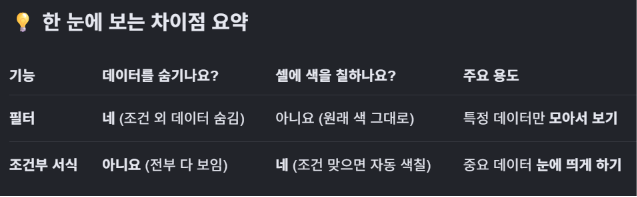 💡 한 눈에 보는 차이점 요약
기능 데이터를 숨기나요? 셀에 색을 칠하나요? 주요 용도
필터 네 (조건 외 데이터 숨김) 아니요 (원래 색 그대로) 특정 데이터만 모아서 보기
조건부 서식 아니요 (전부 다 보임) 네 (조건 맞으면 자동 색칠) 중요 데이터 눈에 띄게 하기